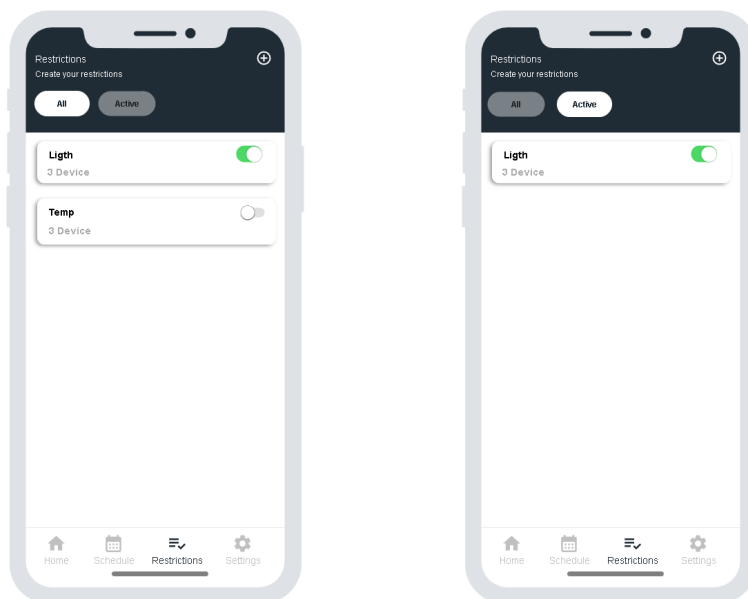 Restrictions
Create your restrictions
All Active
Ligth
3 Device
Temp
3 Device
Home Schedule Restrictions Settings
Restrictions
Create your restrictions
All Active
Ligth
3 Device
Home Schedule Restrictions Settings